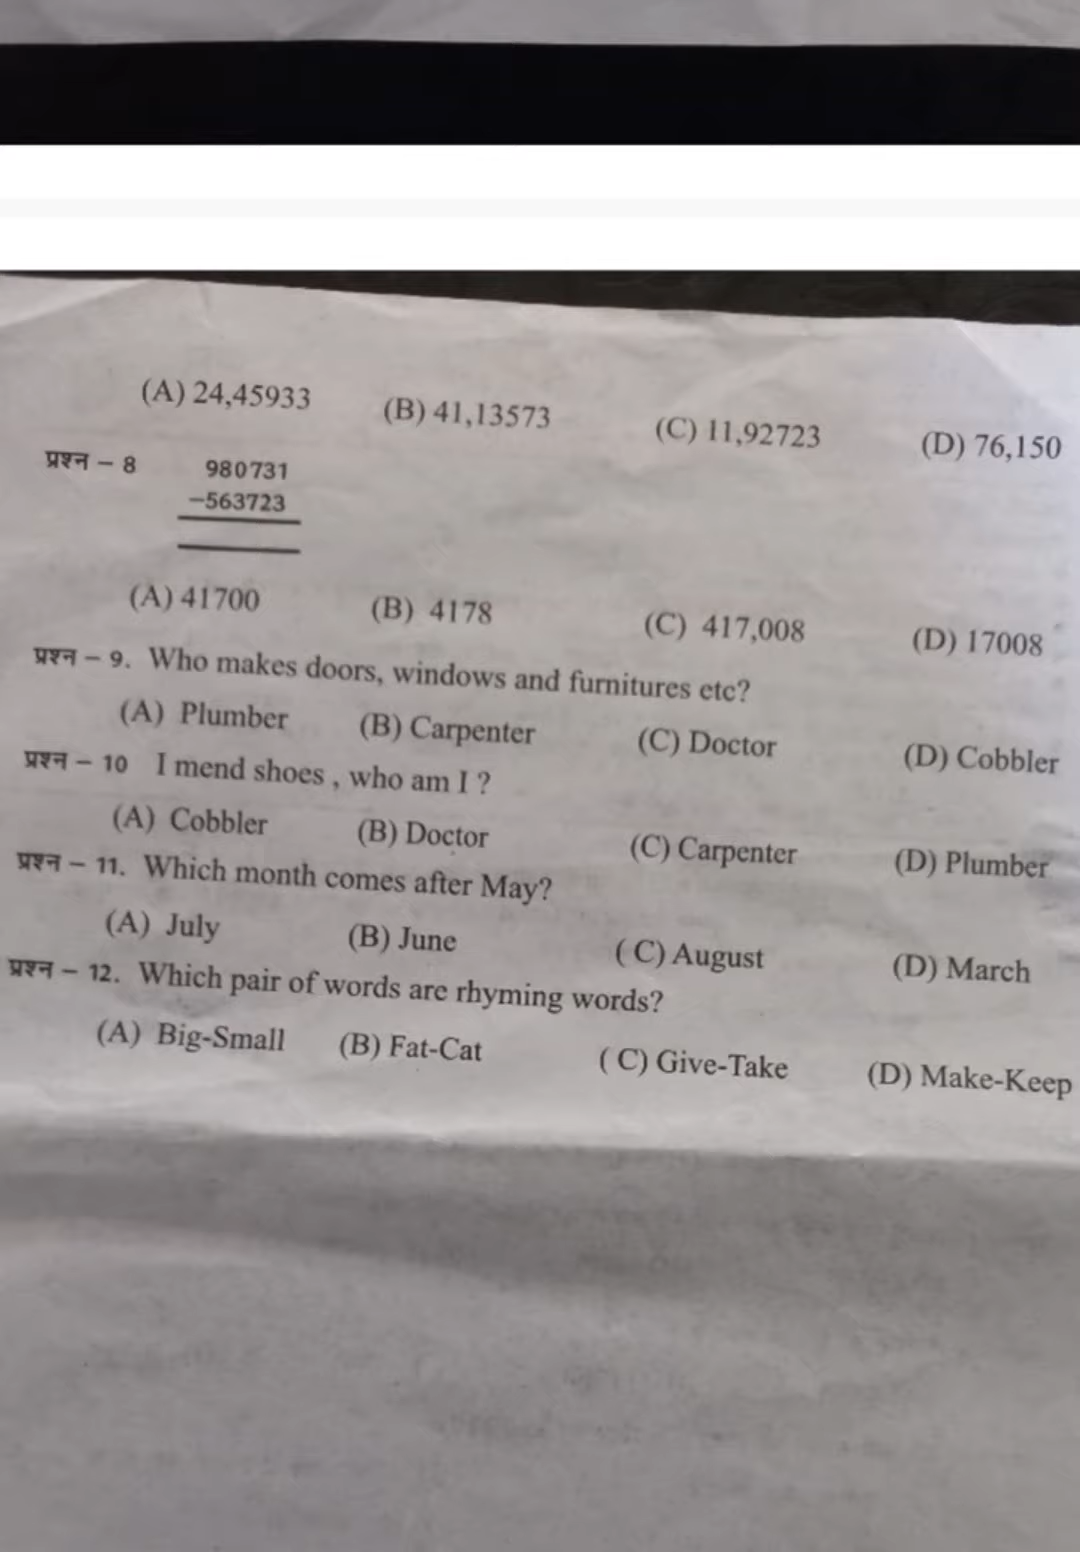 (A) 24,45933 (B) 41,13573 (C) 11,92723 (D) 76,150
प्रश्न – 8 980731
–563723
(A) 41700 (B) 4178 (C) 417,008 (D) 17008
प्रश्न – 9. Who makes doors, windows and furnitures etc?
(A) Plumber (B) Carpenter (C) Doctor (D) Cobbler
प्रश्न – 10 I mend shoes , who am I ?
(A) Cobbler (B) Doctor (C) Carpenter (D) Plumber
प्रश्न – 11. Which month comes after May?
(A) July (B) June ( C) August (D) March
प्रश्न – 12. Which pair of words are rhyming words?
(A) Big-Small (B) Fat-Cat ( C) Give-Take (D) Make-Keep